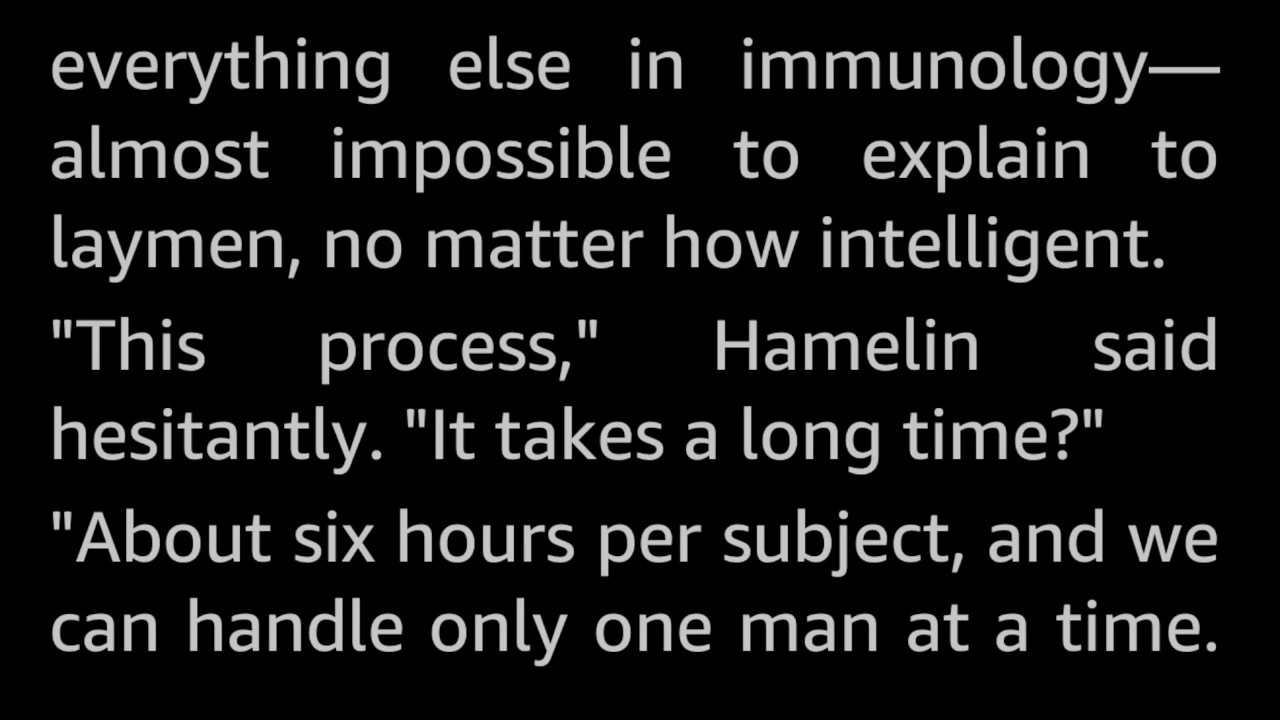 everything else in immunology—
almost impossible to explain to
laymen, no matter how intelligent.
"This process," Hamelin said
hesitantly. "It takes a long time?"
"About six hours per subject, and we
can handle only one man at a time.